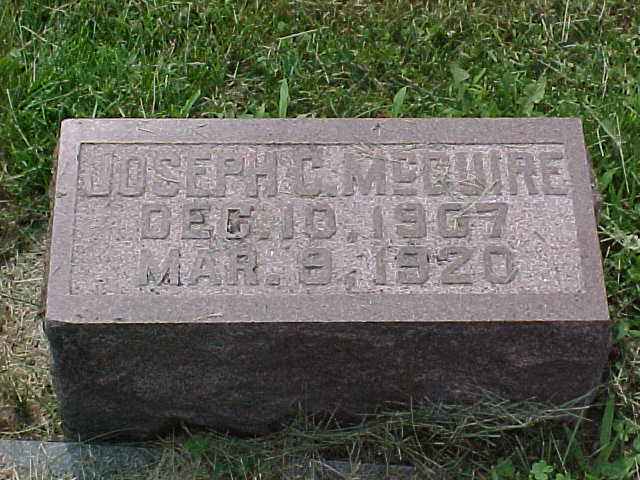 JOSEPH C. McGUIRE
DEC. 10, 1907
MAR. 9, 1920